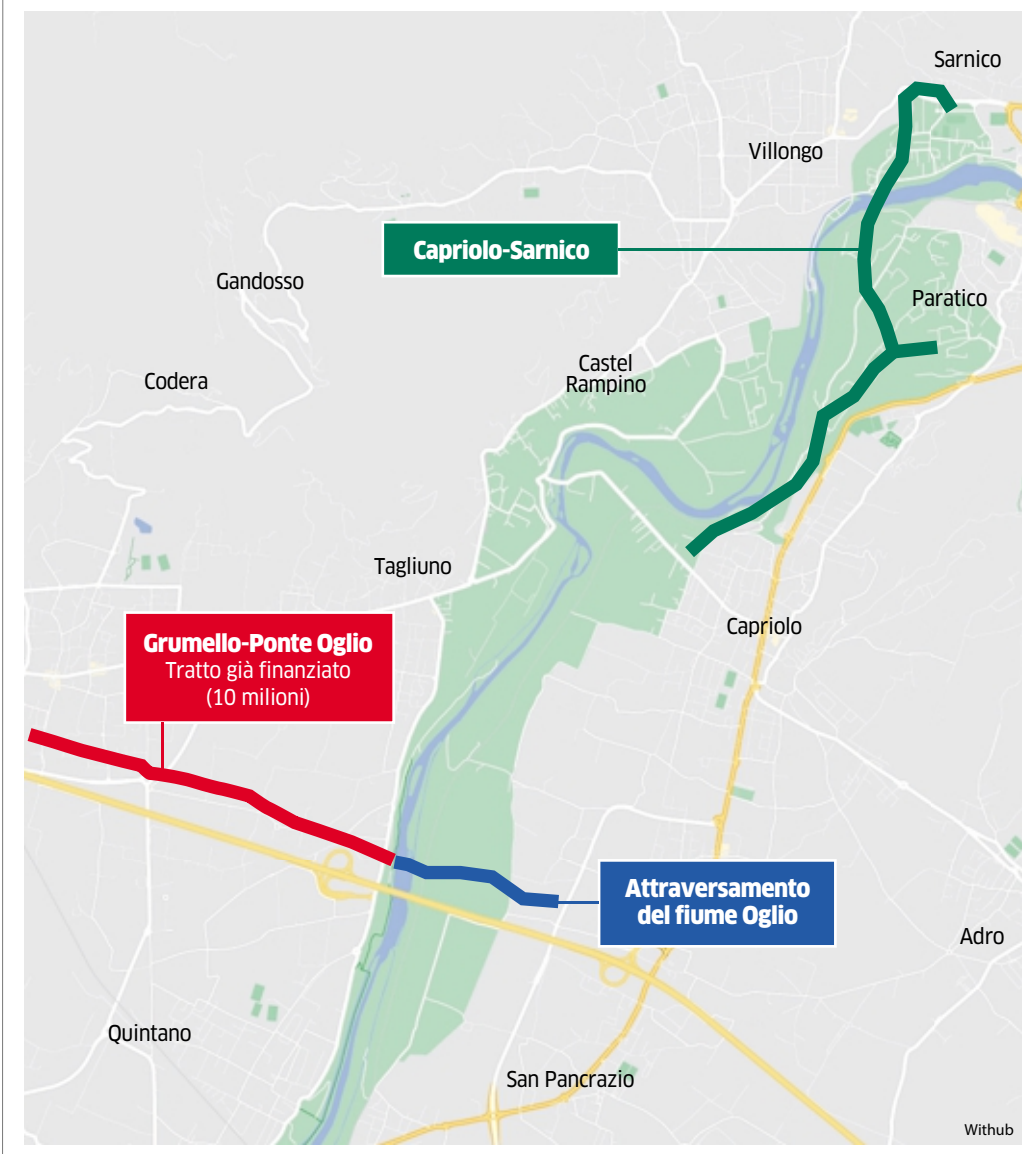 Sarnico
Villongo
Capriolo-Sarnico
Gandosso
Paratico
Castel
Rampino
Codera
Tagliuno
Grumello-Ponte Oglio
Tratto già finanziato
(10 milioni)
Capriolo
Attraversamento
del fiume Oglio
Adro
Quintano
San Pancrazio
Withub